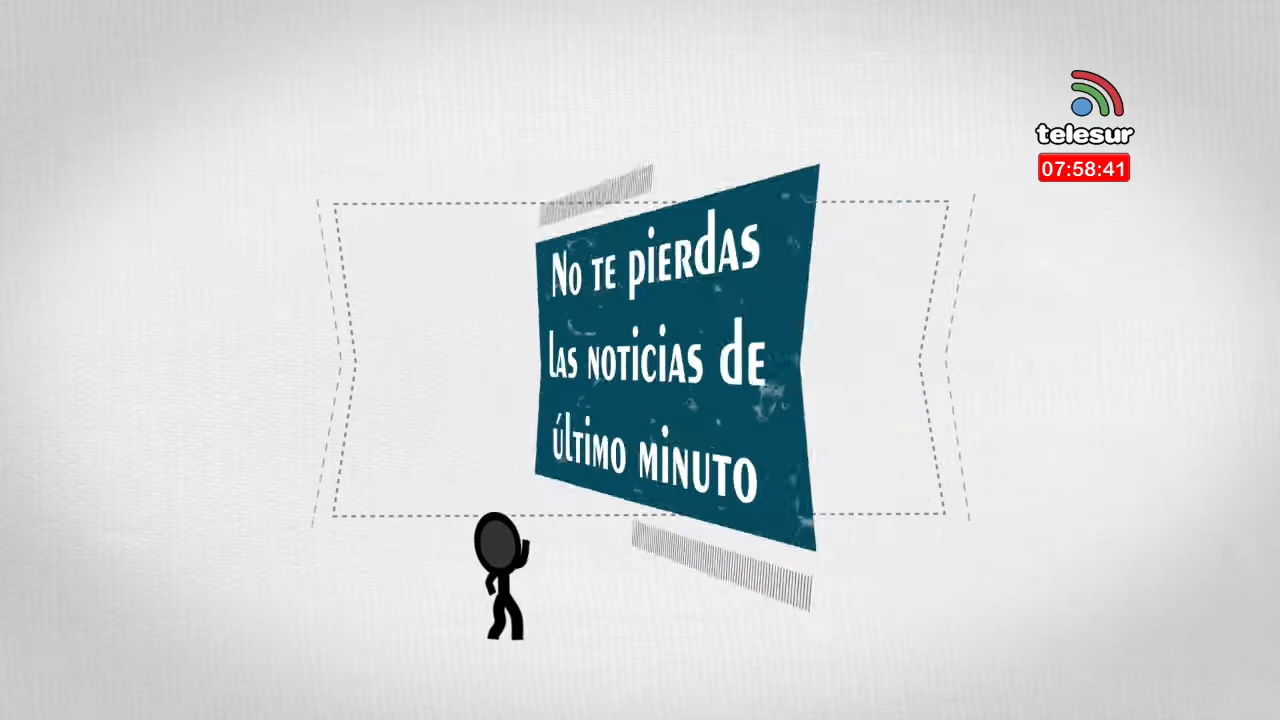 telesur
07:58:41
No te pierdas
las noticias de
último minuto